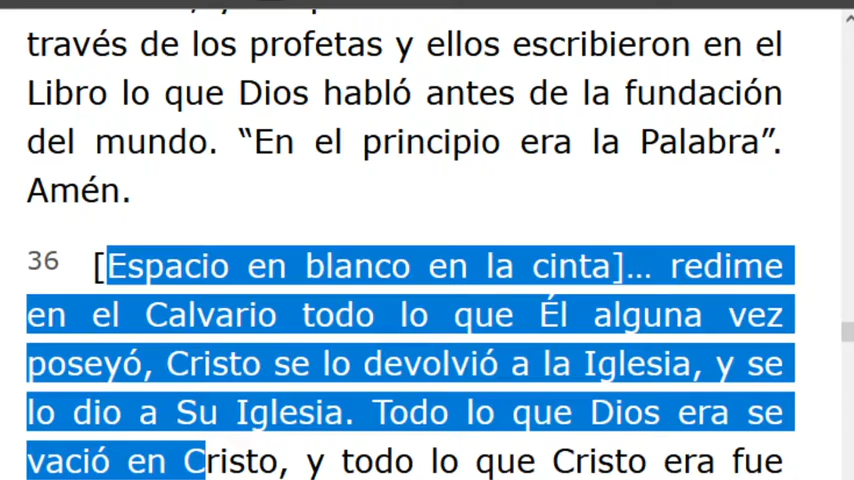 través de los profetas y ellos escribieron en el
Libro lo que Dios habló antes de la fundación
del mundo. “En el principio era la Palabra”.
Amén.
36 [Espacio en blanco en la cinta]... redime
en el Calvario todo lo que Él alguna vez
poseyó, Cristo se lo devolvió a la Iglesia, y se
lo dio a Su Iglesia. Todo lo que Dios era se
vació en Cristo, y todo lo que Cristo era fue